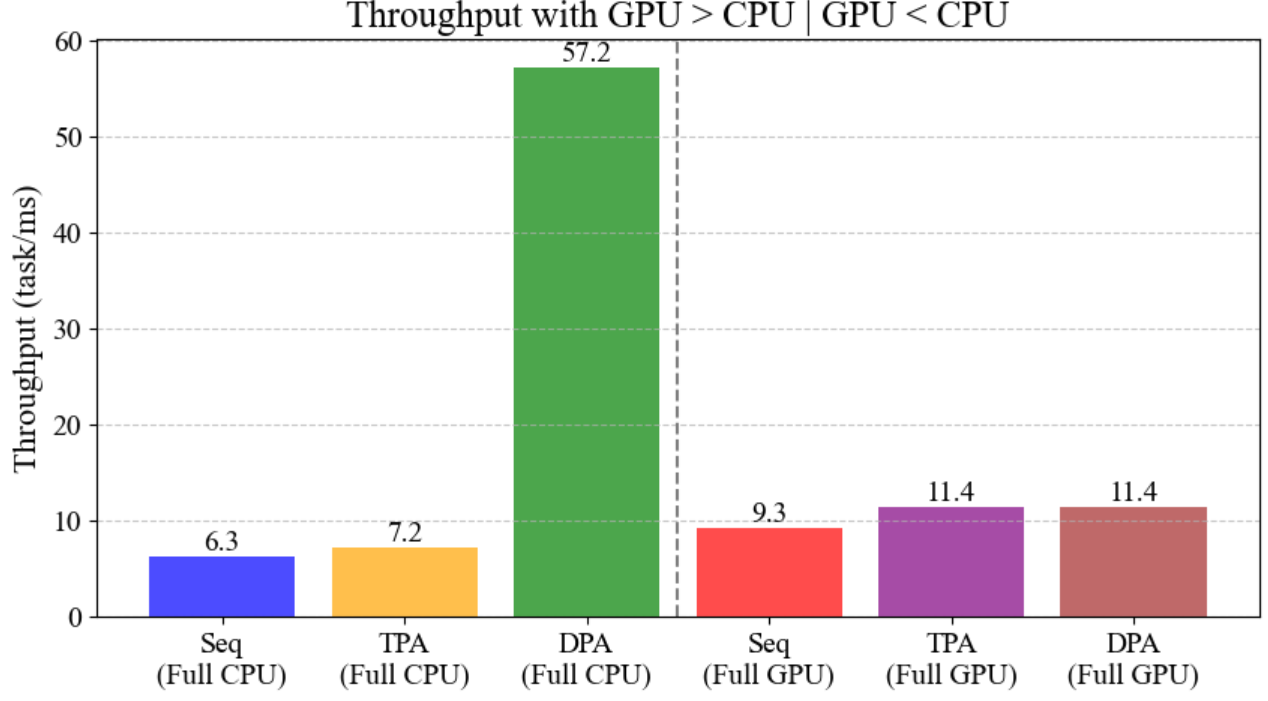 Throughput with GPU > CPU | GPU < CPU
Throughput (task/ms)
60
50
40
30
20
10
0
6.3
7.2
57.2
9.3
11.4
11.4
Seq
(Full CPU)
TPA
(Full CPU)
DPA
(Full CPU)
Seq
(Full GPU)
TPA
(Full GPU)
DPA
(Full GPU)